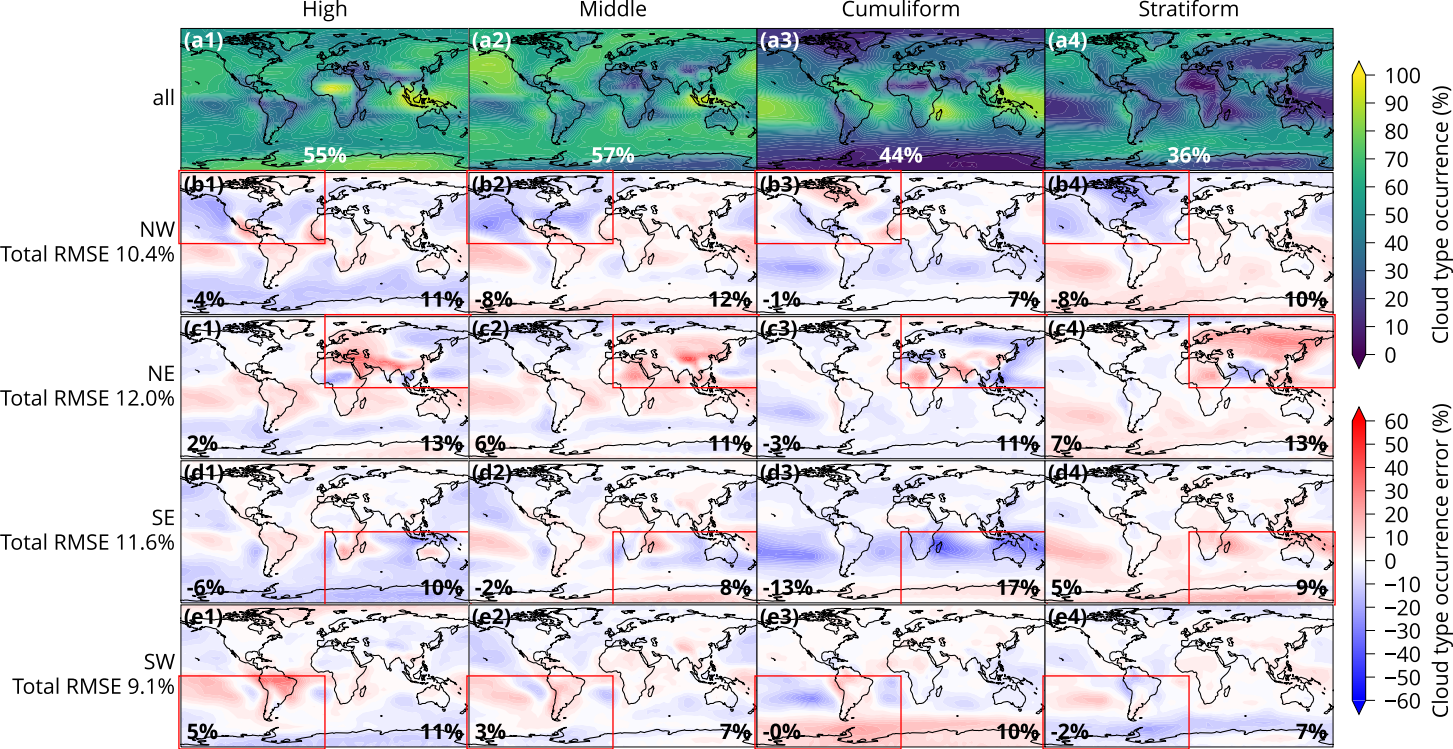 High Middle Cumuliform Stratiform
(a1) (a2) (a3) (a4)
all
55% 57% 44% 36%
(b1) (b2) (b3) (b4)
NW
Total RMSE 10.4%
-4% 11% -8% 12% -1% 7% -8% 10%
(c1) (c2) (c3) (c4)
NE
Total RMSE 12.0%
2% 13% 6% 11% -3% 11% 7% 13%
(d1) (d2) (d3) (d4)
SE
Total RMSE 11.6%
-6% 10% -2% 8% -13% 17% 5% 9%
(e1) (e2) (e3) (e4)
SW
Total RMSE 9.1%
5% 11% 3% 7% -0% 10% -2% 7%
100
90
80
70
60
50
40
30
20
10
0
Cloud type occurrence (%)
60
50
40
30
20
10
0
−10
−20
−30
−40
−50
−60
Cloud type occurrence error (%)